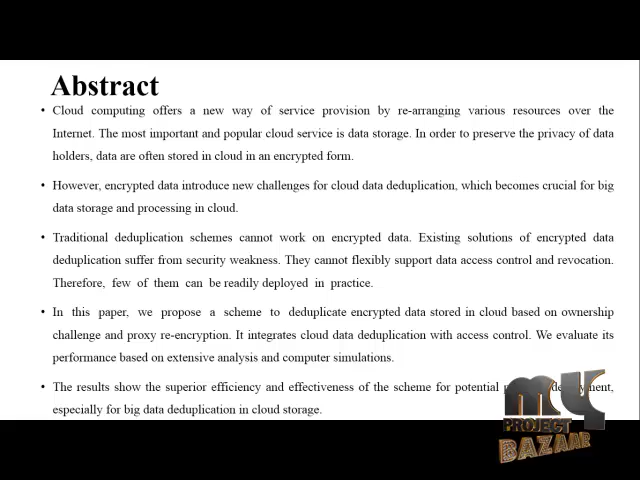 Abstract
• Cloud computing offers a new way of service provision by re-arranging various resources over the
Internet. The most important and popular cloud service is data storage. In order to preserve the privacy of data
holders, data are often stored in cloud in an encrypted form.
• However, encrypted data introduce new challenges for cloud data deduplication, which becomes crucial for big
data storage and processing in cloud.
• Traditional deduplication schemes cannot work on encrypted data. Existing solutions of encrypted data
deduplication suffer from security weakness. They cannot flexibly support data access control and revocation.
Therefore, few of them can be readily deployed in practice.
• In this paper, we propose a scheme to deduplicate encrypted data stored in cloud based on ownership
challenge and proxy re-encryption. It integrates cloud data deduplication with access control. We evaluate its
performance based on extensive analysis and computer simulations.
• The results show the superior efficiency and effectiveness of the scheme for potential
especially for big data deduplication in cloud storage.
my
PROJECT
BAZAAR